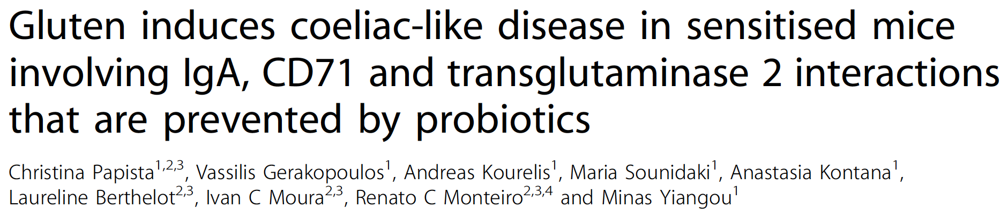 Gluten induces coeliac-like disease in sensitised mice
involving IgA, CD71 and transglutaminase 2 interactions
that are prevented by probiotics
Christina Papista1,2,3, Vassilis Gerakopoulos1, Andreas Kourelis1, Maria Sounidaki1, Anastasia Kontana1,
Laureline Berthelot2,3, Ivan C Moura2,3, Renato C Monteiro2,3,4 and Minas Yiangou1